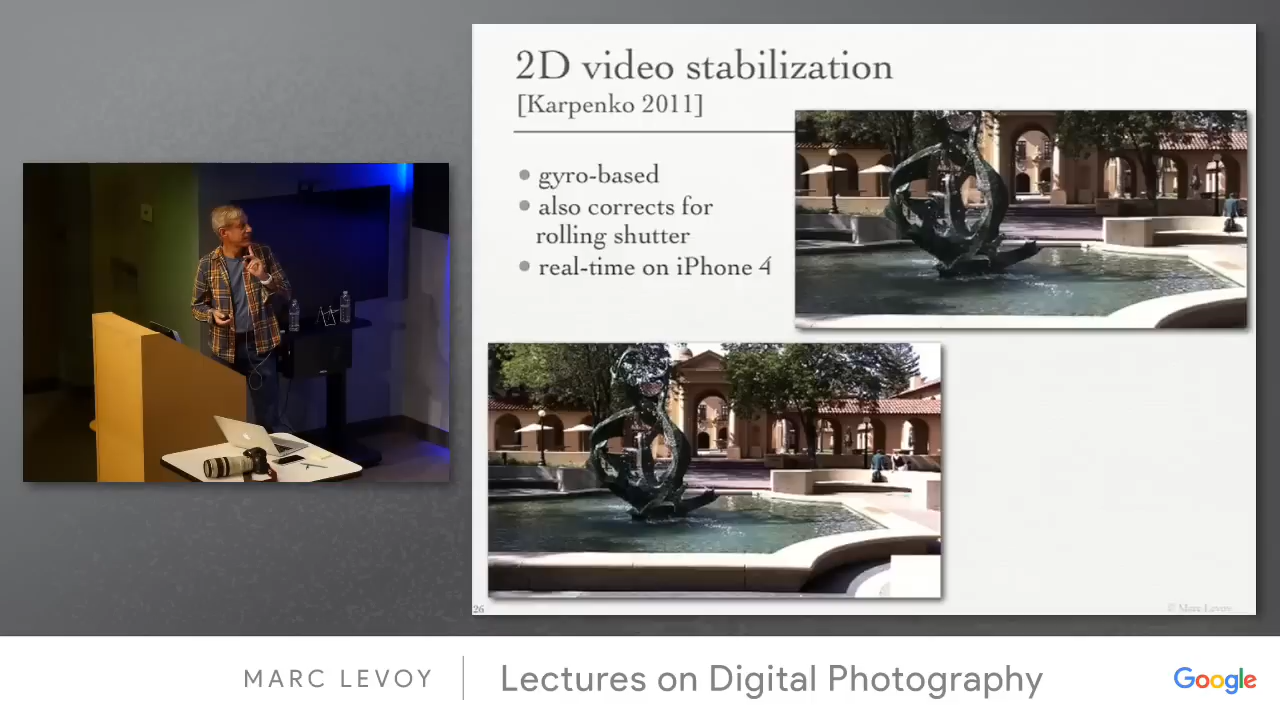 2D video stabilization
[Karpenko 2011]
gyro-based
also corrects for
rolling shutter
real-time on iPhone 4
26
© Marc Levoy
MARC LEVOY
Lectures on Digital Photography
Google